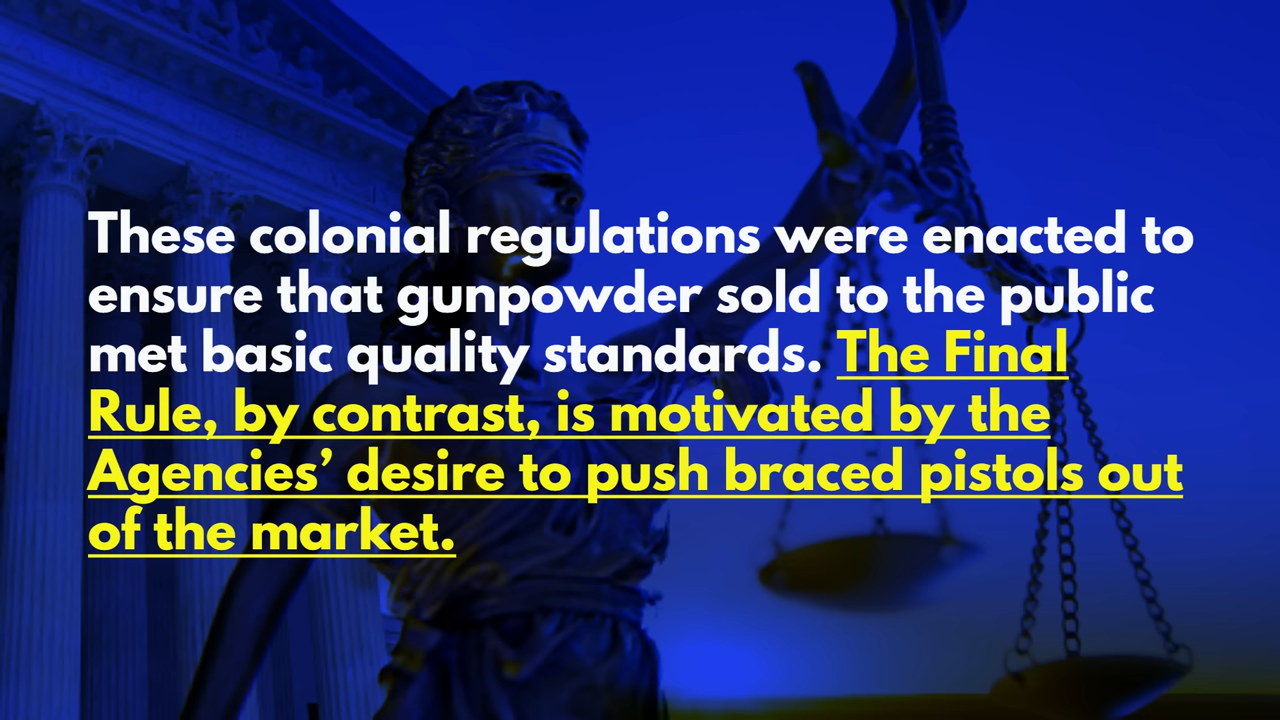 These colonial regulations were enacted to
ensure that gunpowder sold to the public
met basic quality standards. The Final
Rule, by contrast, is motivated by the
Agencies’ desire to push braced pistols out
of the market.